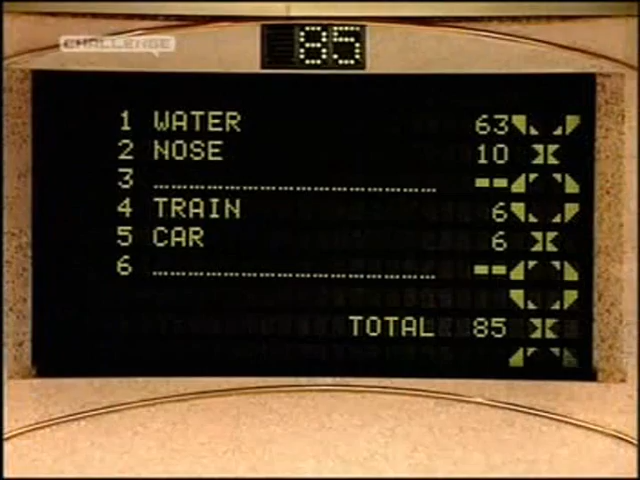 85
CHALLENGE
1 WATER 63
2 NOSE 10
3 ........................................ --
4 TRAIN 6
5 CAR 6
6 ........................................ --
TOTAL 85